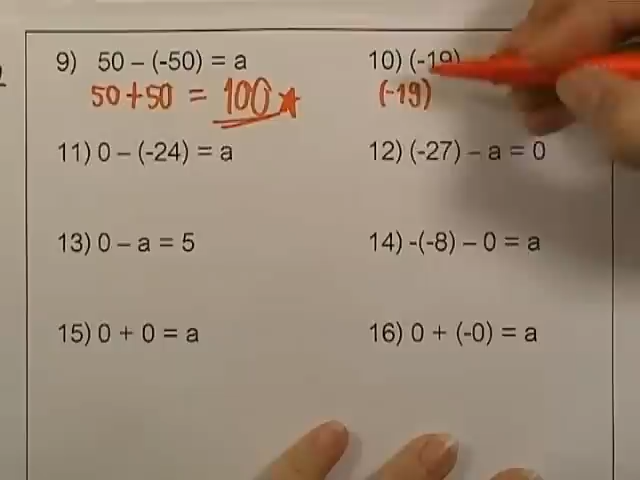 9) 50 – (-50) = a
50 + 50 = 100
10) (-19)
(-19)
11) 0 – (-24) = a
12) (-27) – a = 0
13) 0 – a = 5
14) -(-8) – 0 = a
15) 0 + 0 = a
16) 0 + (-0) = a